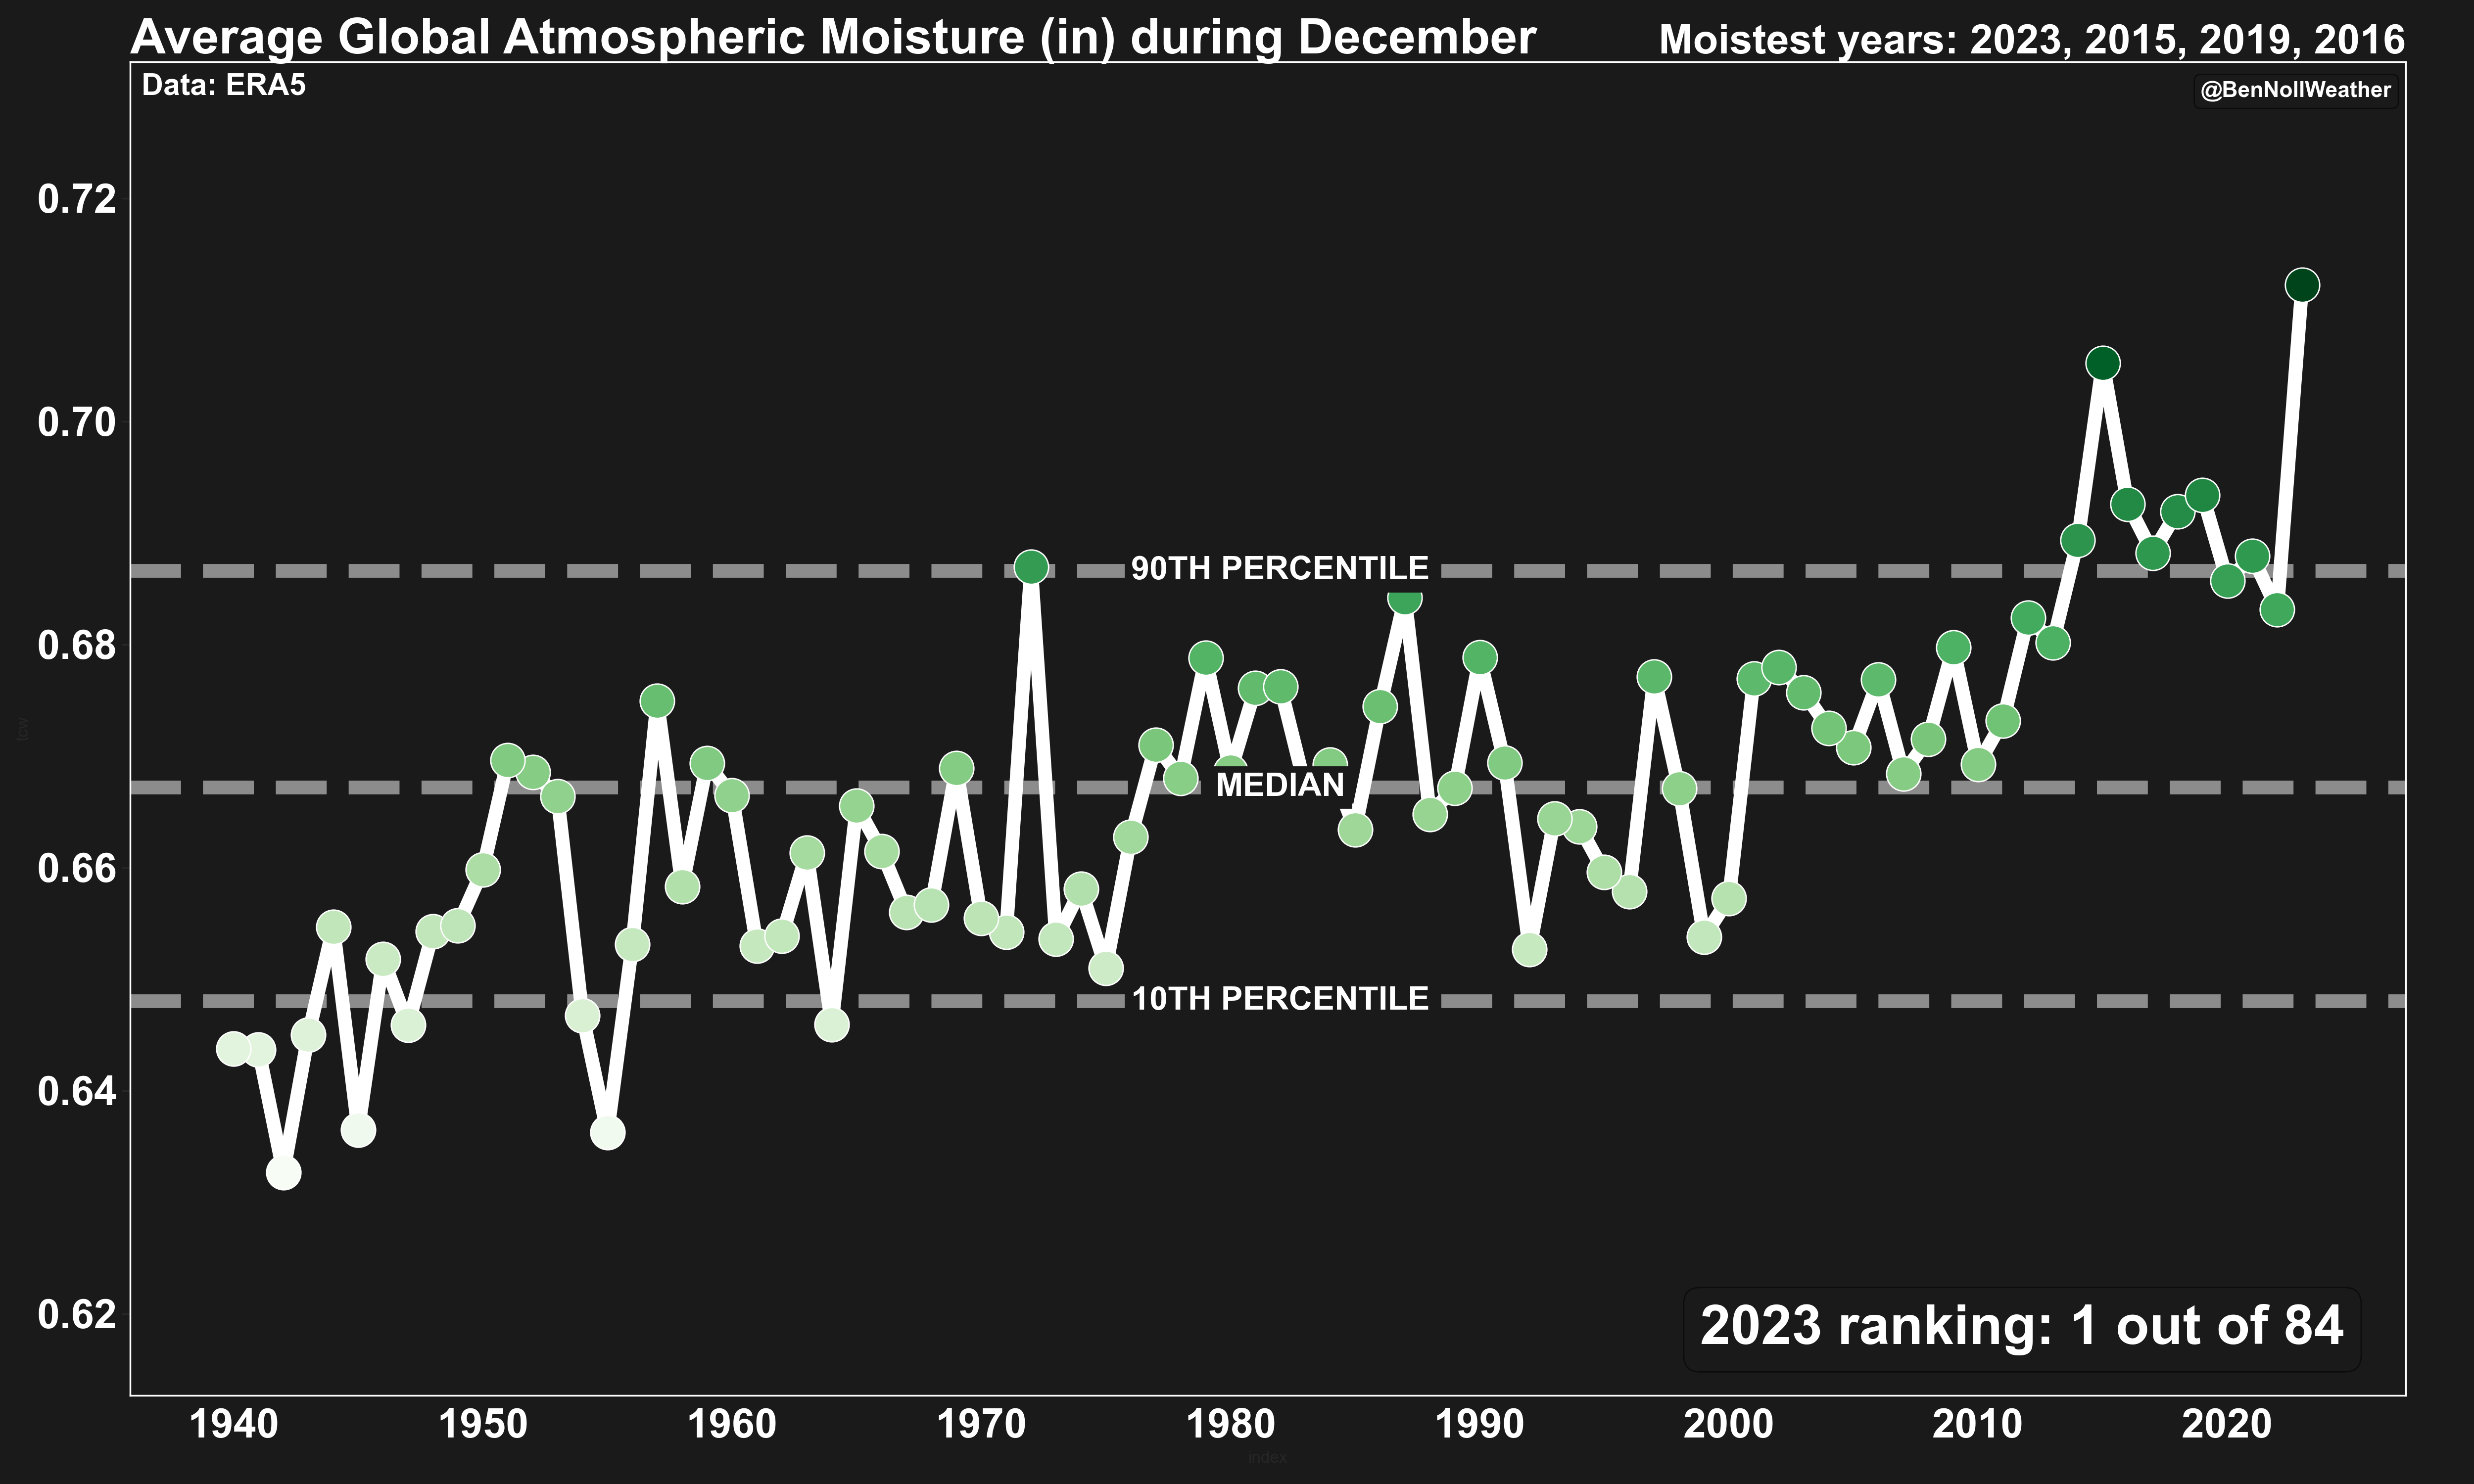 Average Global Atmospheric Moisture (in) during December
Moistest years: 2023, 2015, 2019, 2016
Data: ERA5
@BenNollWeather
0.72
0.70
90TH PERCENTILE
0.68
tcw
MEDIAN
0.66
10TH PERCENTILE
0.64
0.62
2023 ranking: 1 out of 84
1940 1950 1960 1970 1980 1990 2000 2010 2020
index